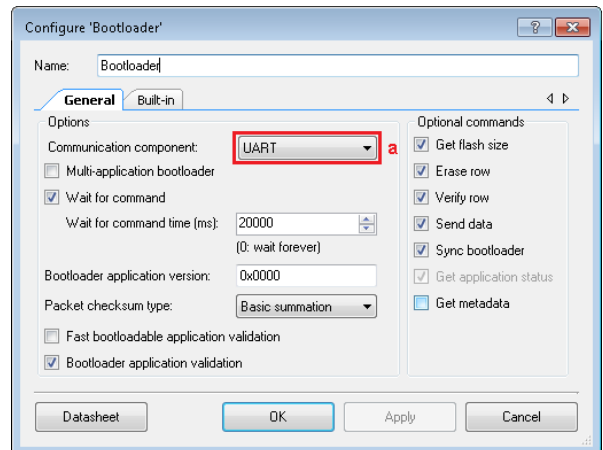 Configure 'Bootloader'
Name: Bootloader
General Built-in
Options
Communication component: UART a
Multi-application bootloader
Wait for command
Wait for command time (ms): 20000
(0: wait forever)
Bootloader application version: 0x0000
Packet checksum type: Basic summation
Fast bootloadable application validation
Bootloader application validation
Optional commands
Get flash size
Erase row
Verify row
Send data
Sync bootloader
Get application status
Get metadata
Datasheet OK Apply Cancel